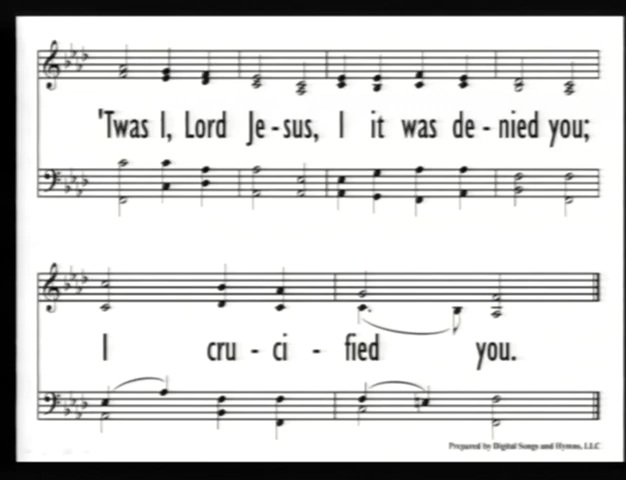 'Twas I, Lord Je - sus, I it was de - nied you;
I cru - ci - fied you.
Prepared by Digital Songs and Hymns, LLC